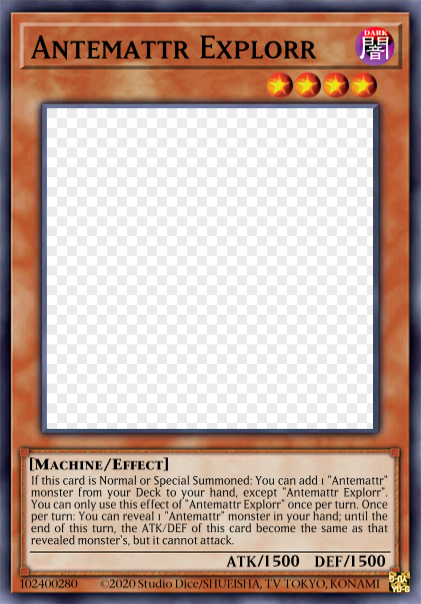 Antemattr Explorr
DARK
闇
[Machine/Effect]
If this card is Normal or Special Summoned: You can add 1 "Antemattr"
monster from your Deck to your hand, except "Antemattr Explorr".
You can only use this effect of "Antemattr Explorr" once per turn. Once
per turn: You can reveal 1 "Antemattr" monster in your hand; until the
end of this turn, the ATK/DEF of this card become the same as that
revealed monster's, but it cannot attack.
ATK/1500 DEF/1500
102400280 ©2020 Studio Dice/SHUEISHA, TV TOKYO, KONAMI